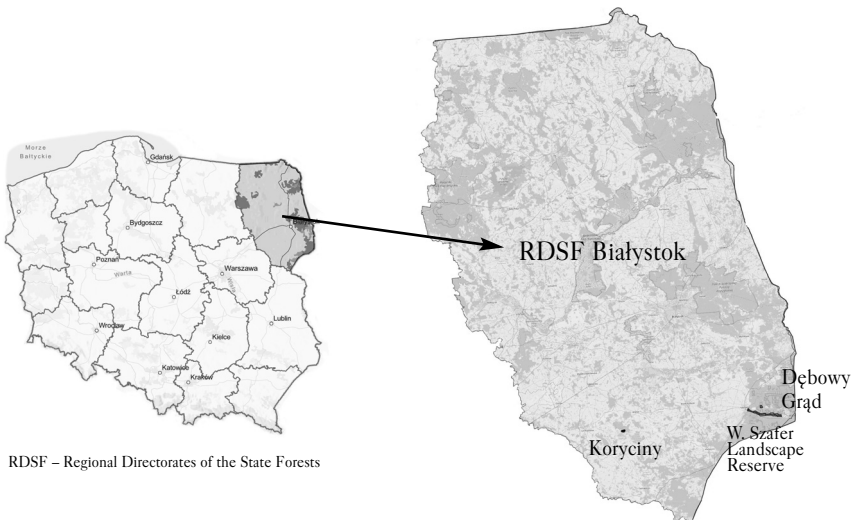 Morze
Bałtyckie
Gdańsk
Bydgoszcz
Poznań
Warta
Warszawa
Łódź
Lublin
Wrocław
Kielce
Katowice
Kraków
RDSF – Regional Directorates of the State Forests
RDSF Białystok
Dębowy
Grąd
W. Szafer
Landscape
Reserve
Koryciny